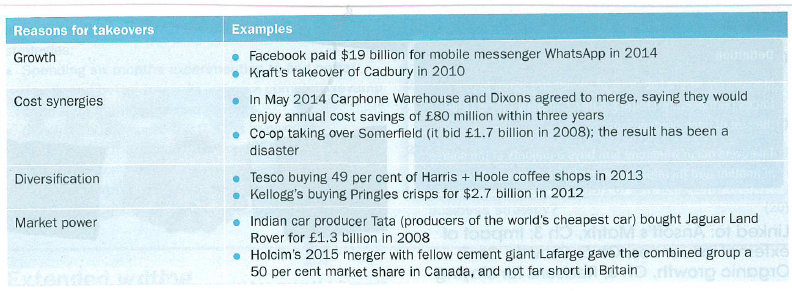 Reasons for takeovers
Examples
Growth
• Facebook paid $19 billion for mobile messenger WhatsApp in 2014
• Kraft's takeover of Cadbury in 2010
Cost synergies
• In May 2014 Carphone Warehouse and Dixons agreed to merge, saying they would
enjoy annual cost savings of £80 million within three years
• Co-op taking over Somerfield (it bid £1.7 billion in 2008); the result has been a
disaster
Diversification
• Tesco buying 49 per cent of Harris + Hoole coffee shops in 2013
• Kellogg's buying Pringles crisps for $2.7 billion in 2012
Market power
• Indian car producer Tata (producers of the world's cheapest car) bought Jaguar Land
Rover for £1.3 billion in 2008
• Holcim's 2015 merger with fellow cement giant Lafarge gave the combined group a
50 per cent market share in Canada, and not far short in Britain
Extended writing